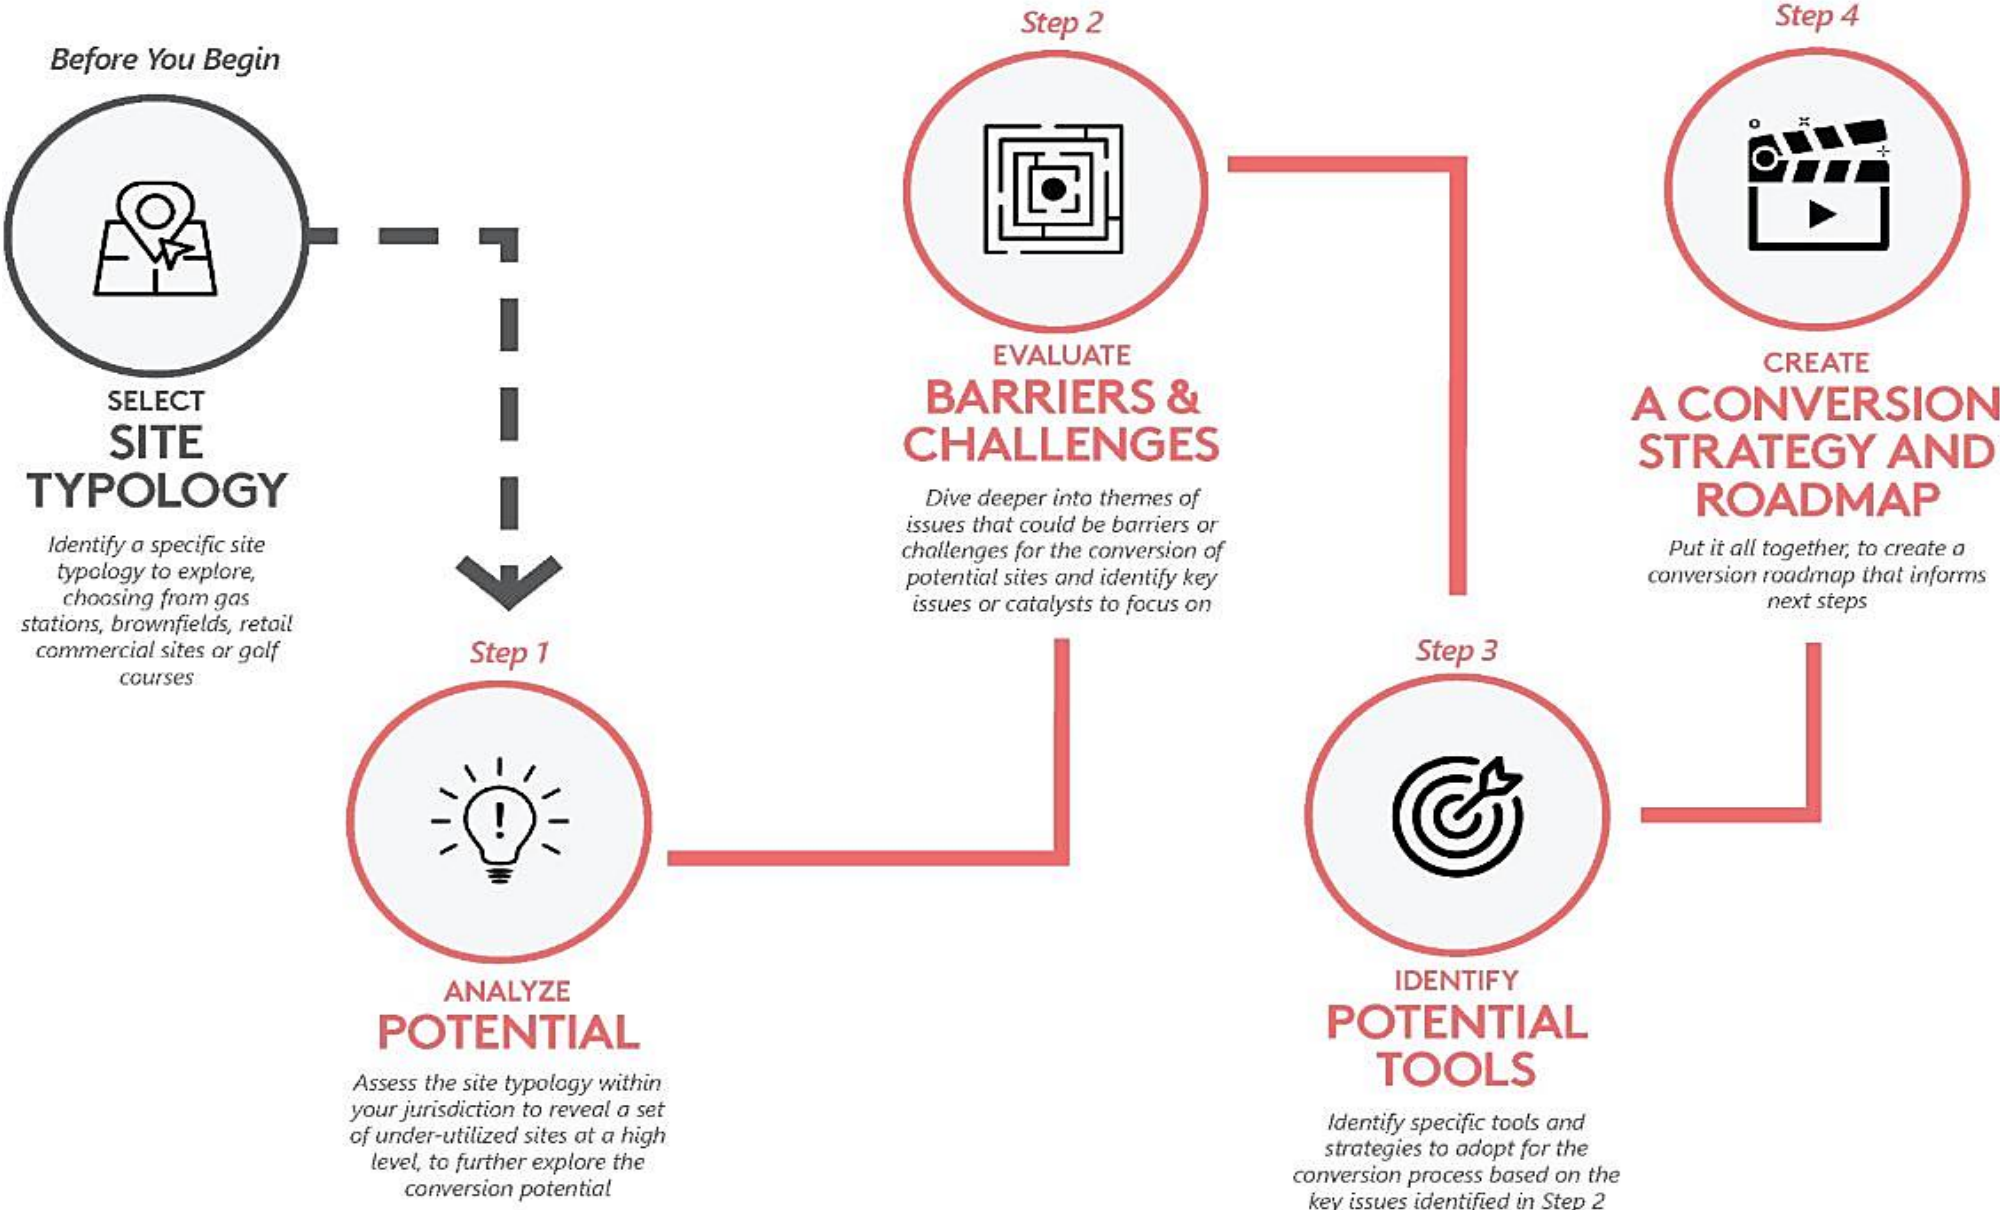 Before You Begin
SELECT
SITE
TYPOLOGY
Identify a specific site
typology to explore,
choosing from gas
stations, brownfields, retail
commercial sites or golf
courses
Step 1
ANALYZE
POTENTIAL
Assess the site typology within
your jurisdiction to reveal a set
of under-utilized sites at a high
level, to further explore the
conversion potential
Step 2
EVALUATE
BARRIERS &
CHALLENGES
Dive deeper into themes of
issues that could be barriers or
challenges for the conversion of
potential sites and identify key
issues or catalysts to focus on
Step 3
IDENTIFY
POTENTIAL
TOOLS
Identify specific tools and
strategies to adopt for the
conversion process based on the
key issues identified in Step 2
Step 4
CREATE
A CONVERSION
STRATEGY AND
ROADMAP
Put it all together, to create a
conversion roadmap that informs
next steps